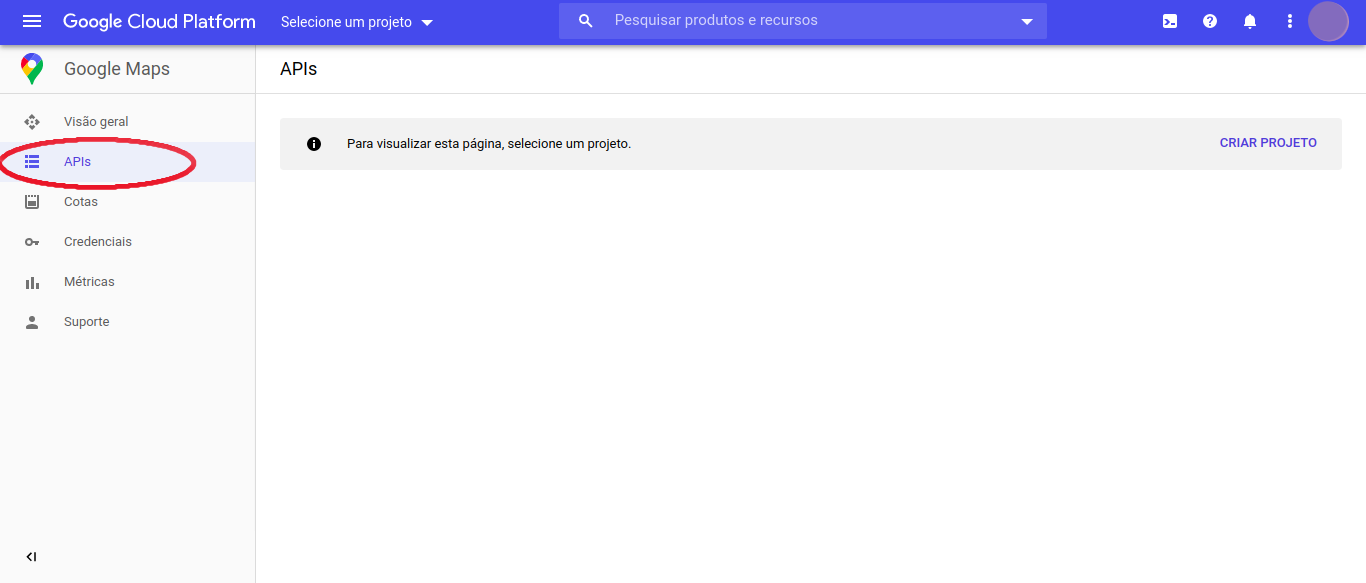 Google Cloud Platform
Selecione um projeto
Pesquisar produtos e recursos
Google Maps
APIs
Visão geral
APIs
Cotas
Credenciais
Métricas
Suporte
Para visualizar esta página, selecione um projeto.
CRIAR PROJETO